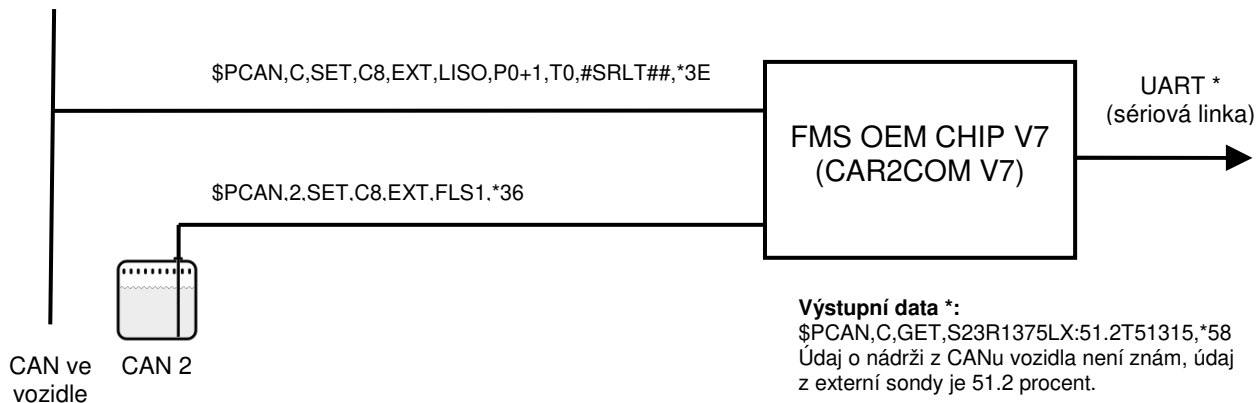 $PCAN,C,SET,C8,EXT,LISO,P0+1,T0,#SRLT##,*3E
UART *
(sériová linka)
FMS OEM CHIP V7
(CAR2COM V7)
$PCAN,2,SET,C8,EXT,FLS1,*36
Výstupní data *:
$PCAN,C,GET,S23R1375LX:51.2T51315,*58
Údaj o nádrži z CANu vozidla není znám, údaj
z externí sondy je 51.2 procent.
CAN ve
vozidle
CAN 2